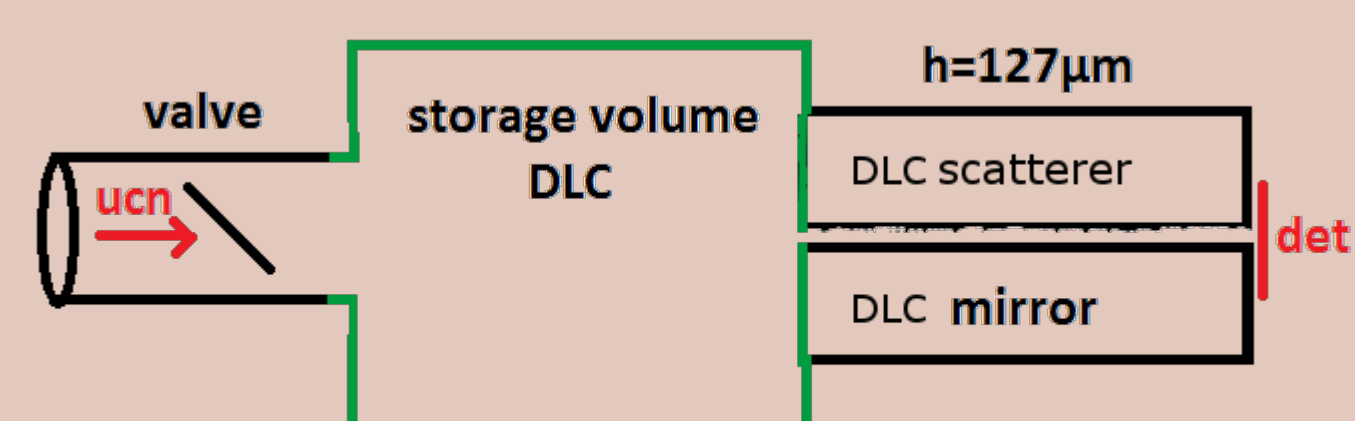 h=127μm
valve
storage volume
DLC
DLC scatterer
ucn
det
DLC mirror